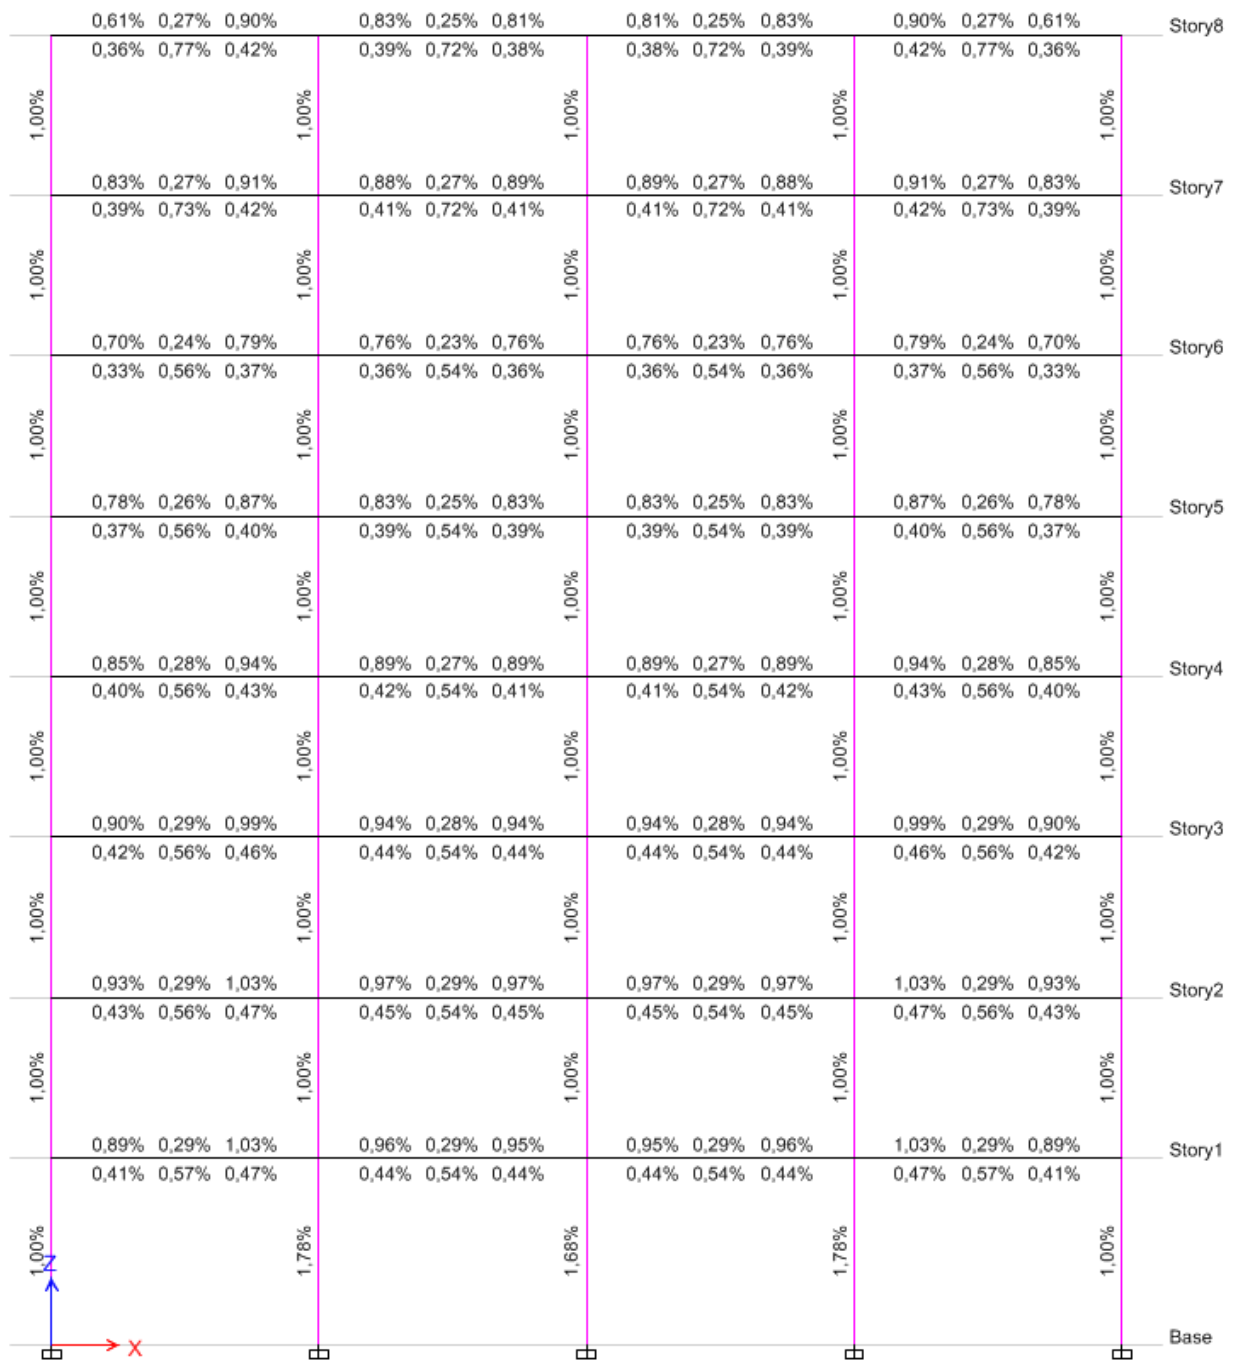 0,61% 0,27% 0,90% 0,83% 0,25% 0,81% 0,81% 0,25% 0,83% 0,90% 0,27% 0,61% Story8
0,36% 0,77% 0,42% 0,39% 0,72% 0,38% 0,38% 0,72% 0,39% 0,42% 0,77% 0,36%
1,00% 1,00% 1,00% 1,00% 1,00%
0,83% 0,27% 0,91% 0,88% 0,27% 0,89% 0,89% 0,27% 0,88% 0,91% 0,27% 0,83% Story7
0,39% 0,73% 0,42% 0,41% 0,72% 0,41% 0,41% 0,72% 0,41% 0,42% 0,73% 0,39%
1,00% 1,00% 1,00% 1,00% 1,00%
0,70% 0,24% 0,79% 0,76% 0,23% 0,76% 0,76% 0,23% 0,76% 0,79% 0,24% 0,70% Story6
0,33% 0,56% 0,37% 0,36% 0,54% 0,36% 0,36% 0,54% 0,36% 0,37% 0,56% 0,33%
1,00% 1,00% 1,00% 1,00% 1,00%
0,78% 0,26% 0,87% 0,83% 0,25% 0,83% 0,83% 0,25% 0,83% 0,87% 0,26% 0,78% Story5
0,37% 0,56% 0,40% 0,39% 0,54% 0,39% 0,39% 0,54% 0,39% 0,40% 0,56% 0,37%
1,00% 1,00% 1,00% 1,00% 1,00%
0,85% 0,28% 0,94% 0,89% 0,27% 0,89% 0,89% 0,27% 0,89% 0,94% 0,28% 0,85% Story4
0,40% 0,56% 0,43% 0,42% 0,54% 0,41% 0,41% 0,54% 0,42% 0,43% 0,56% 0,40%
1,00% 1,00% 1,00% 1,00% 1,00%
0,90% 0,29% 0,99% 0,94% 0,28% 0,94% 0,94% 0,28% 0,94% 0,99% 0,29% 0,90% Story3
0,42% 0,56% 0,46% 0,44% 0,54% 0,44% 0,44% 0,54% 0,44% 0,46% 0,56% 0,42%
1,00% 1,00% 1,00% 1,00% 1,00%
0,93% 0,29% 1,03% 0,97% 0,29% 0,97% 0,97% 0,29% 0,97% 1,03% 0,29% 0,93% Story2
0,43% 0,56% 0,47% 0,45% 0,54% 0,45% 0,45% 0,54% 0,45% 0,47% 0,56% 0,43%
1,00% 1,00% 1,00% 1,00% 1,00%
0,89% 0,29% 1,03% 0,96% 0,29% 0,95% 0,95% 0,29% 0,96% 1,03% 0,29% 0,89% Story1
0,41% 0,57% 0,47% 0,44% 0,54% 0,44% 0,44% 0,54% 0,44% 0,47% 0,57% 0,41%
1,00% 1,78% 1,68% 1,78% 1,00%
Z
X Base